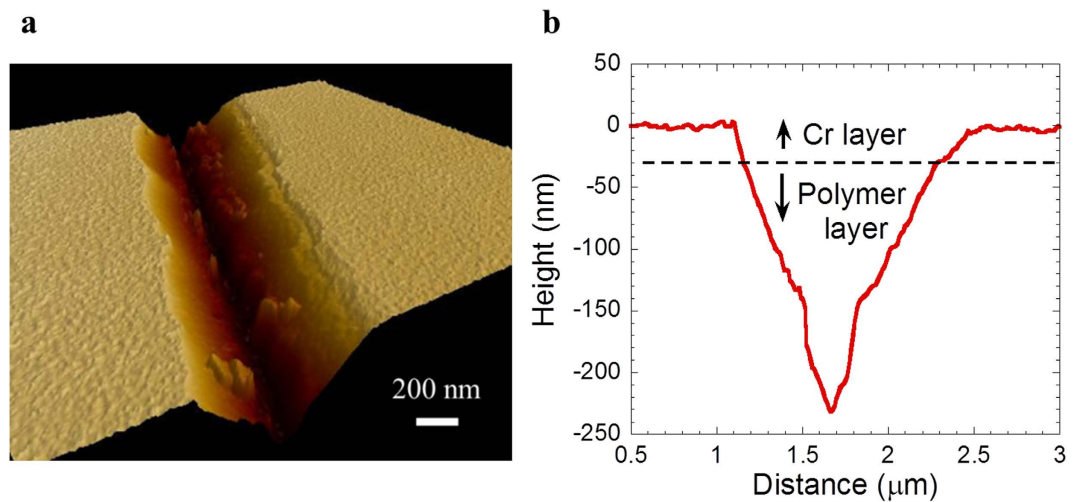 a
b
200 nm
50
0
-50
-100
-150
-200
-250
Height (nm)
Cr layer
Polymer
layer
0.5 1 1.5 2 2.5 3
Distance (μm)